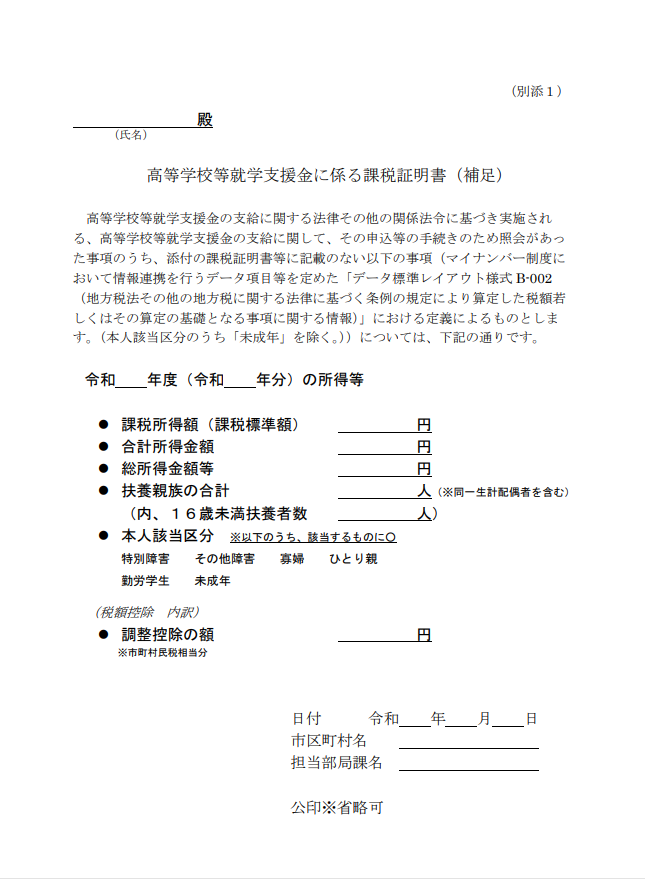 （別添１）
殿
（氏名）
高等学校等就学支援金に係る課税証明書（補足）
高等学校等就学支援金の支給に関する法律その他の関係法令に基づき実施され
る、高等学校等就学支援金の支給に関して、その申込等の手続きのため照会があっ
た事項のうち、添付の課税証明書等に記載のない以下の事項（マイナンバー制度に
おいて情報連携を行うデータ項目等を定めた「データ標準レイアウト様式 B-002
（地方税法その他の地方税に関する法律に基づく条例の規定により算定した税額若
しくはその算定の基礎となる事項に関する情報）」における定義によるものとしま
す。（本人該当区分のうち「未成年」を除く。））については、下記の通りです。
令和____年度（令和____年分）の所得等
● 課税所得額（課税標準額） 円
● 合計所得金額 円
● 総所得金額等 円
● 扶養親族の合計 人（※同一生計配偶者を含む）
（内、１６歳未満扶養者数 人）
● 本人該当区分 ※以下のうち、該当するものに〇
特別障害 その他障害 寡婦 ひとり親
勤労学生 未成年
（税額控除 内訳）
● 調整控除の額 円
※市町村民税相当分
日付 令和____年____月____日
市区町村名
担当部局課名
公印※省略可